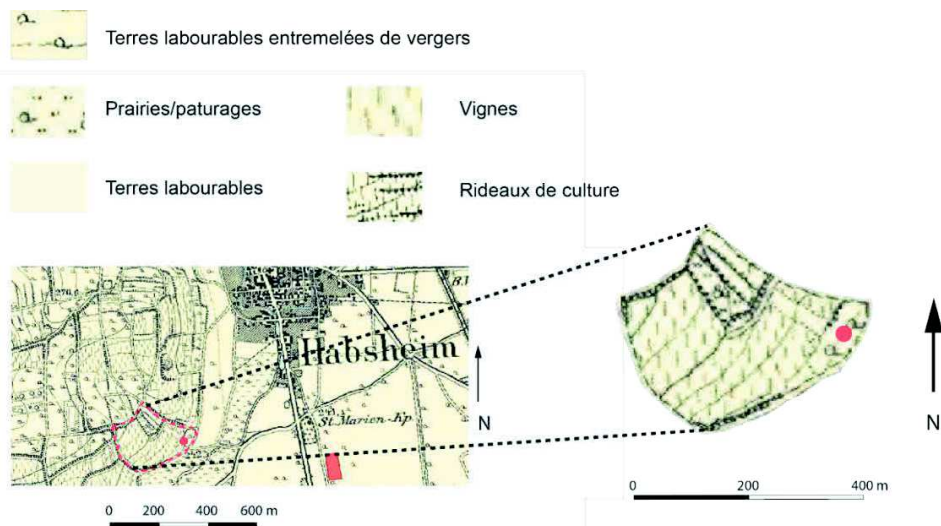 Terres labourables entremelées de vergers
Prairies/paturages
Vignes
Terres labourables
Rideaux de culture
Habsheim
St Marien-Kp
N
0 200 400 600 m
N
0 200 400 m